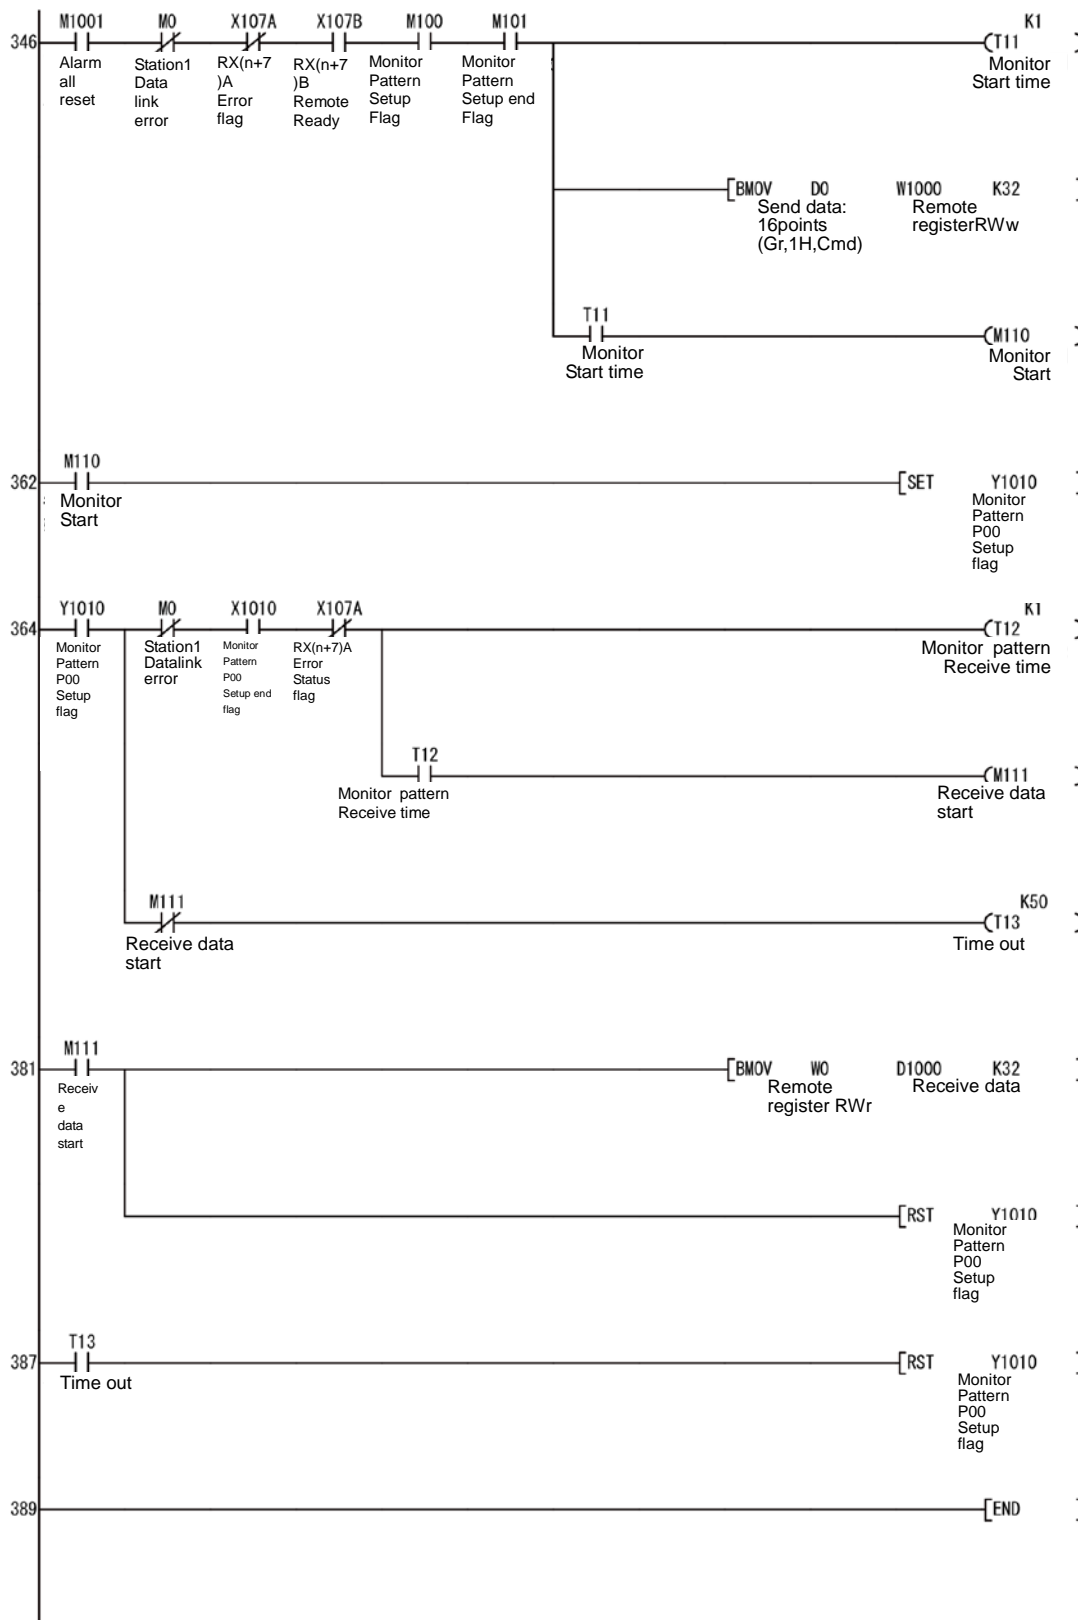 M1001 M0 X107A X107B M100 M101 K1
346 T11
Alarm
all
reset
Station1
Data
link
error
RX(n+7
)A
Error
flag
RX(n+7
)B
Remote
Ready
Monitor
Pattern
Setup
Flag
Monitor
Pattern
Setup end
Flag
Monitor
Start time
BMOV D0 W1000 K32
Send data:
16points
(Gr,1H,Cmd)
Remote
registerRWw
T11
M110
Monitor
Start time
Monitor
Start
M110
362 SET Y1010
Monitor
Start
Monitor
Pattern
P00
Setup
flag
Y1010 M0 X1010 X107A K1
364 T12
Monitor
Pattern
P00
Setup
flag
Station1
Datalink
error
Monitor
Pattern
P00
Setup end
flag
RX(n+7)A
Error
Status
flag
Monitor pattern
Receive time
T12
M111
Monitor pattern
Receive time
Receive data
start
M111 K50
T13
Receive data
start
Time out
M111
381 BMOV W0 D1000 K32
Receiv
e
data
start
Remote
register RWr
Receive data
RST Y1010
Monitor
Pattern
P00
Setup
flag
T13
387 RST Y1010
Time out
Monitor
Pattern
P00
Setup
flag
389 END